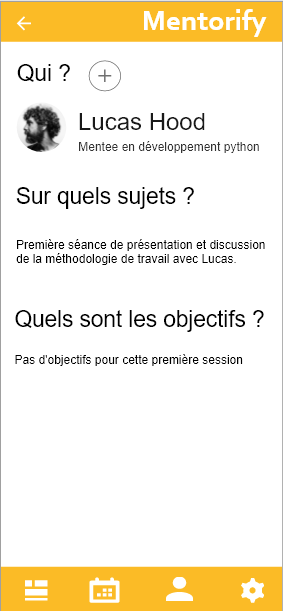 Mentorify
Qui ?
Lucas Hood
Mentee en développement python
Sur quels sujets ?
Première séance de présentation et discussion
de la méthodologie de travail avec Lucas.
Quels sont les objectifs ?
Pas d'objectifs pour cette première session